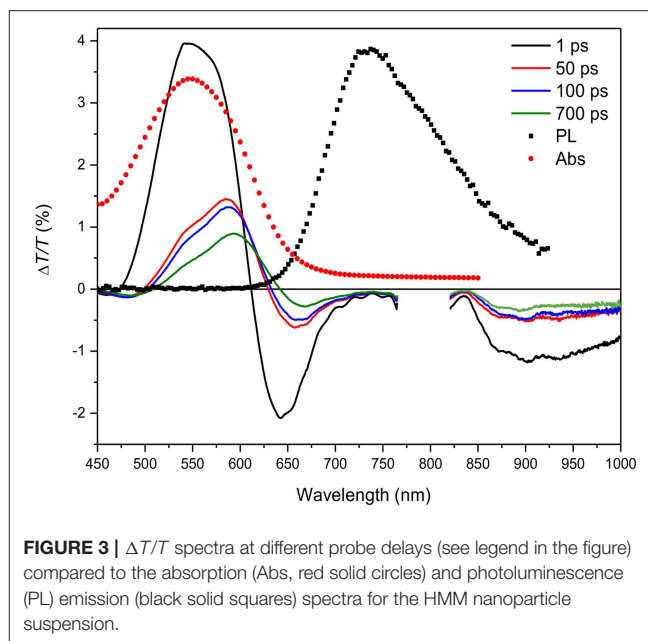 4
3
2
1
0
-1
-2
ΔT/T (%)
1 ps
50 ps
100 ps
700 ps
PL
Abs
450 500 550 600 650 700 750 800 850 900 950 1000
Wavelength (nm)
FIGURE 3 | ΔT/T spectra at different probe delays (see legend in the figure)
compared to the absorption (Abs, red solid circles) and photoluminescence
(PL) emission (black solid squares) spectra for the HMM nanoparticle
suspension.